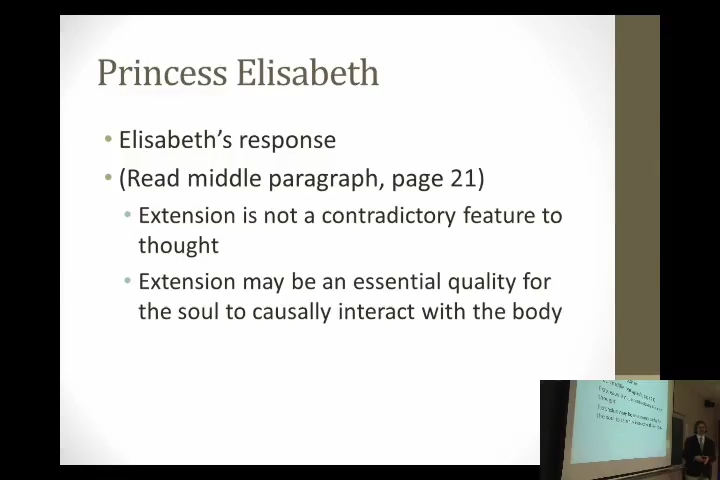 Princess Elisabeth
• Elisabeth's response
• (Read middle paragraph, page 21)
• Extension is not a contradictory feature to
thought
• Extension may be an essential quality for
the soul to causally interact with the body